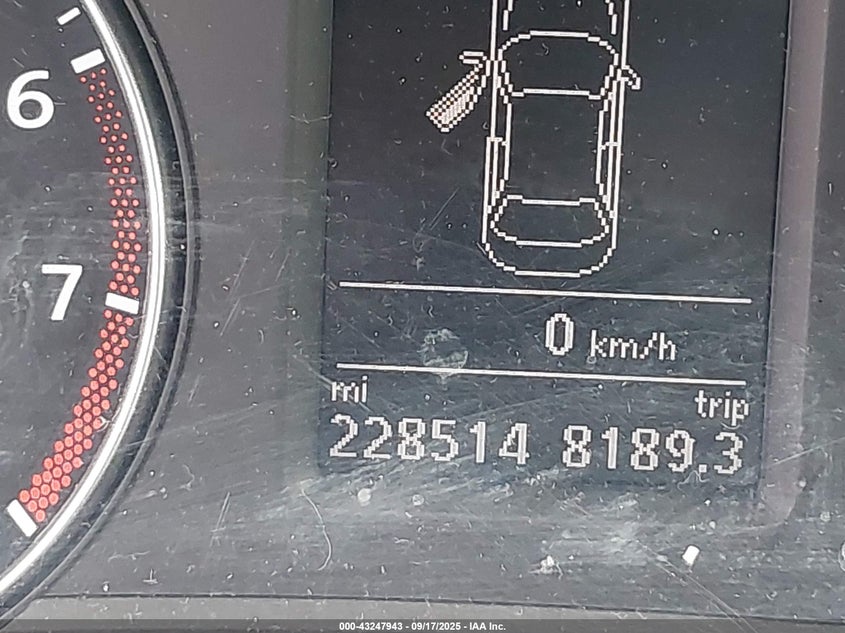 6
7
0 km/h
mi trip
228514 8189.3
000-43247943 - 09/17/2025 - IAA Inc.